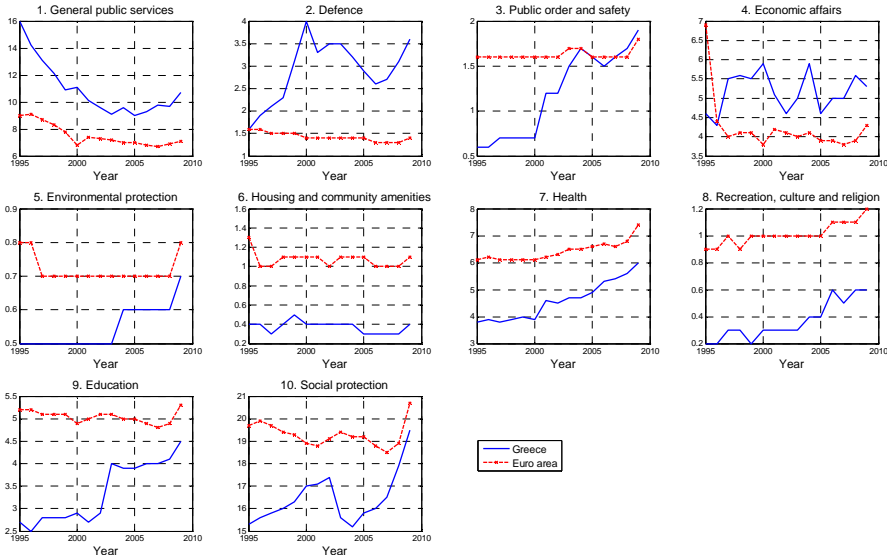 1. General public services
16
14
12
10
8
6
1995 2000 2005 2010
Year
2. Defence
4
3.5
3
2.5
2
1.5
1
1995 2000 2005 2010
Year
3. Public order and safety
2
1.5
1
0.5
1995 2000 2005 2010
Year
4. Economic affairs
7
6.5
6
5.5
5
4.5
4
3.5
1995 2000 2005 2010
Year
5. Environmental protection
0.9
0.8
0.7
0.6
0.5
1995 2000 2005 2010
Year
6. Housing and community amenities
1.6
1.4
1.2
1
0.8
0.6
0.4
0.2
1995 2000 2005 2010
Year
7. Health
8
7
6
5
4
3
1995 2000 2005 2010
Year
8. Recreation, culture and religion
1.2
1
0.8
0.6
0.4
0.2
1995 2000 2005 2010
Year
9. Education
5.5
5
4.5
4
3.5
3
2.5
1995 2000 2005 2010
Year
10. Social protection
21
20
19
18
17
16
15
1995 2000 2005 2010
Year
Greece
Euro area